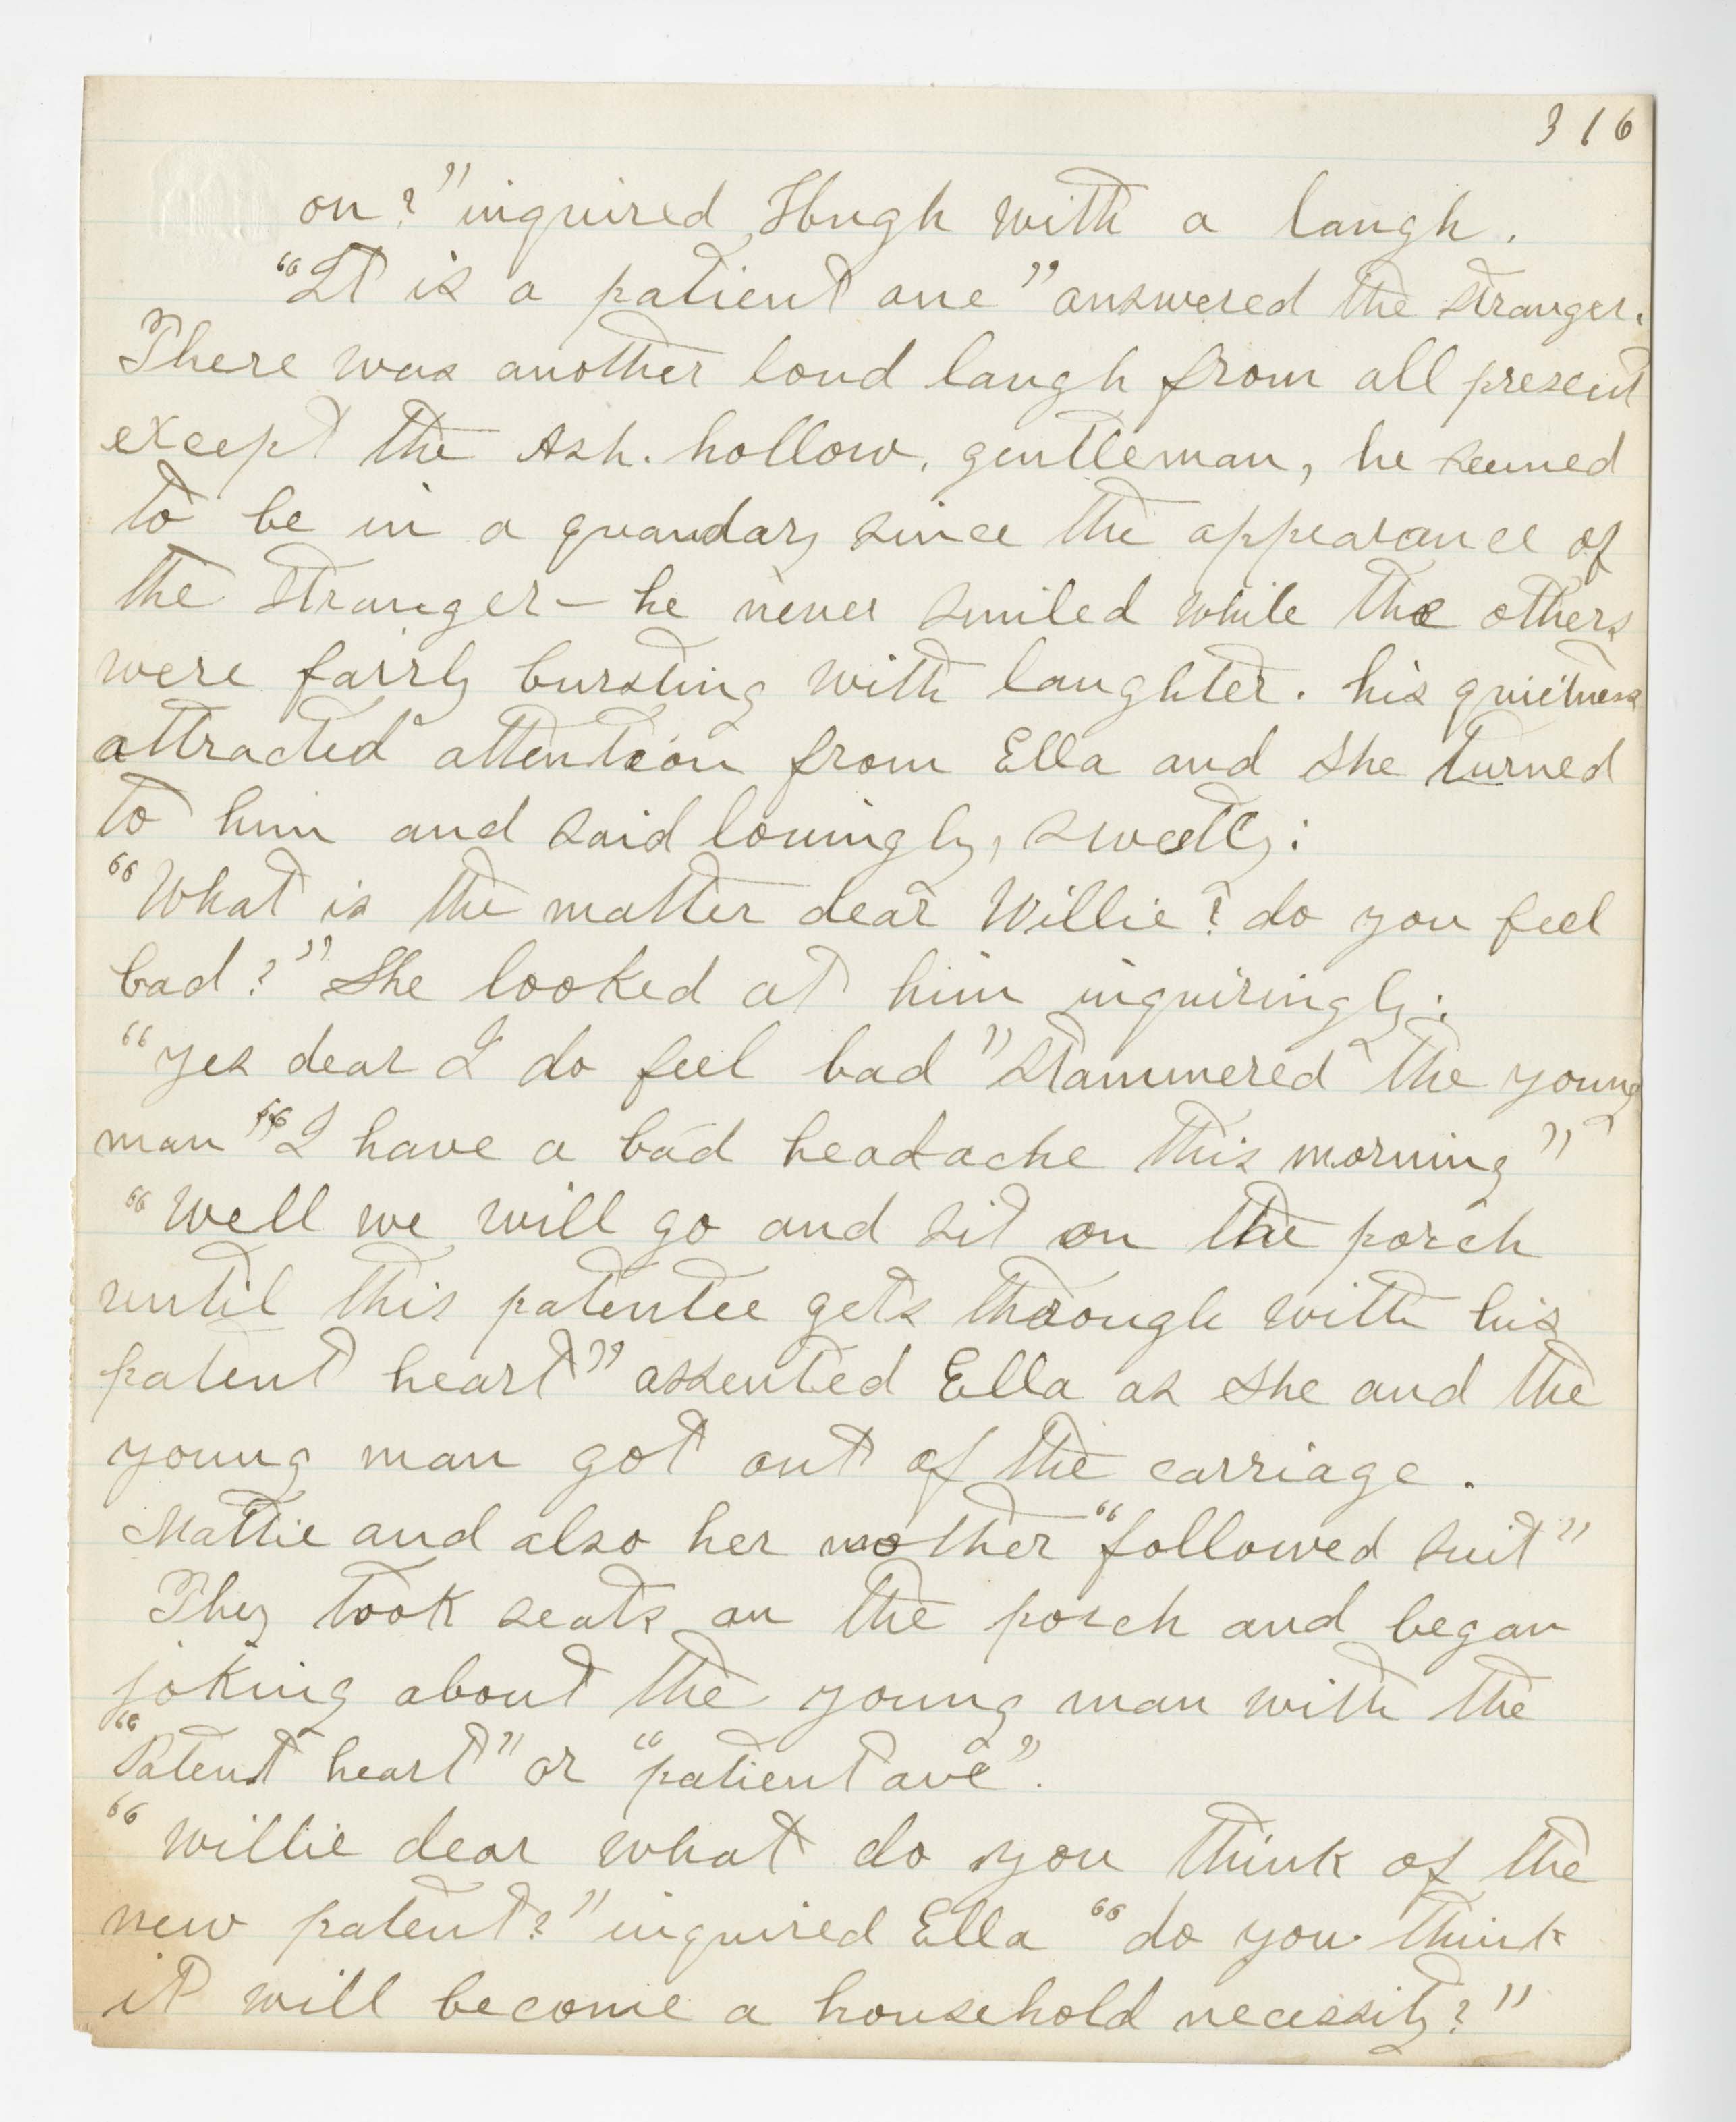 316
on?" inquired Hugh with a laugh.
"It is a patient one" answered the stranger.
There was another loud laugh from all present
except the Ash. hollow. gentleman, he seemed
to be in a quandary since the appearance of
the stranger – he never smiled while the others
were fairly bursting with laughter. his quietness
attracted attention from Ella and she turned
to him and said lovingly, sweetly:
"What is the matter dear Willie? do you feel
bad?" She looked at him inquiringly:
"Yes dear I do feel bad" stammered the young
man "I have a bad headache this morning"
"Well we will go and sit on the porch
until this patentee gets through with his
patent heart" assented Ella as she and the
young man got out of the carriage.
Mattie and also her mother "followed suit"
They took seats on the porch and began
joking about the young man with the
"Patent heart" or "patient one".
"Willie dear what do you think of the
new patent?" inquired Ella "do you think
it will become a household necessity?"